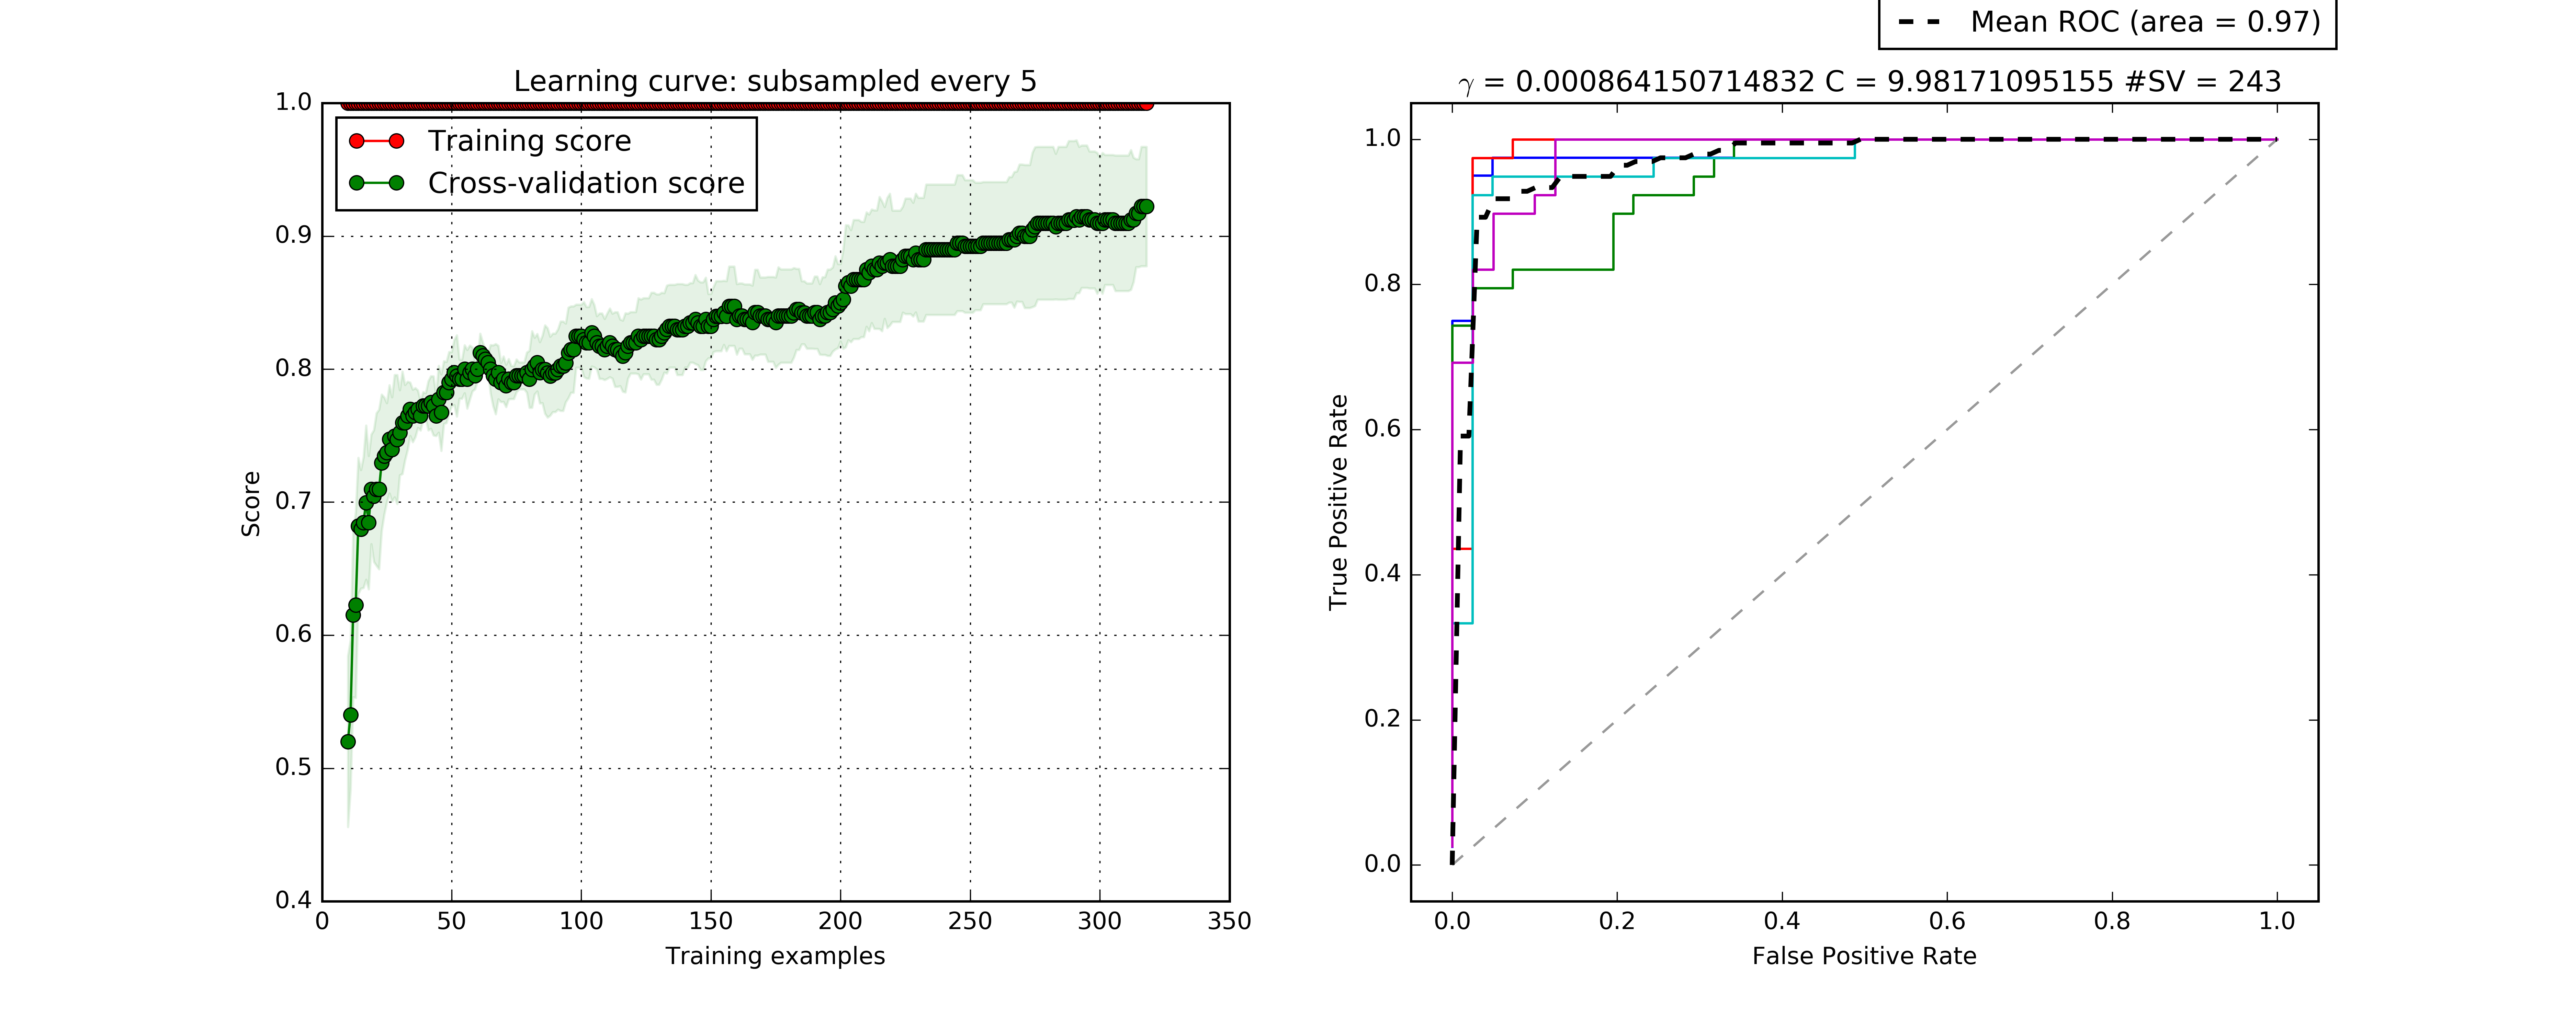 Mean ROC (area = 0.97)
Learning curve: subsampled every 5
γ = 0.000864150714832 C = 9.98171095155 #SV = 243
Training score
Cross-validation score
1.0
0.9
0.8
0.7
0.6
0.5
0.4
Score
0 50 100 150 200 250 300 350
Training examples
1.0
0.8
0.6
0.4
0.2
0.0
True Positive Rate
0.0 0.2 0.4 0.6 0.8 1.0
False Positive Rate